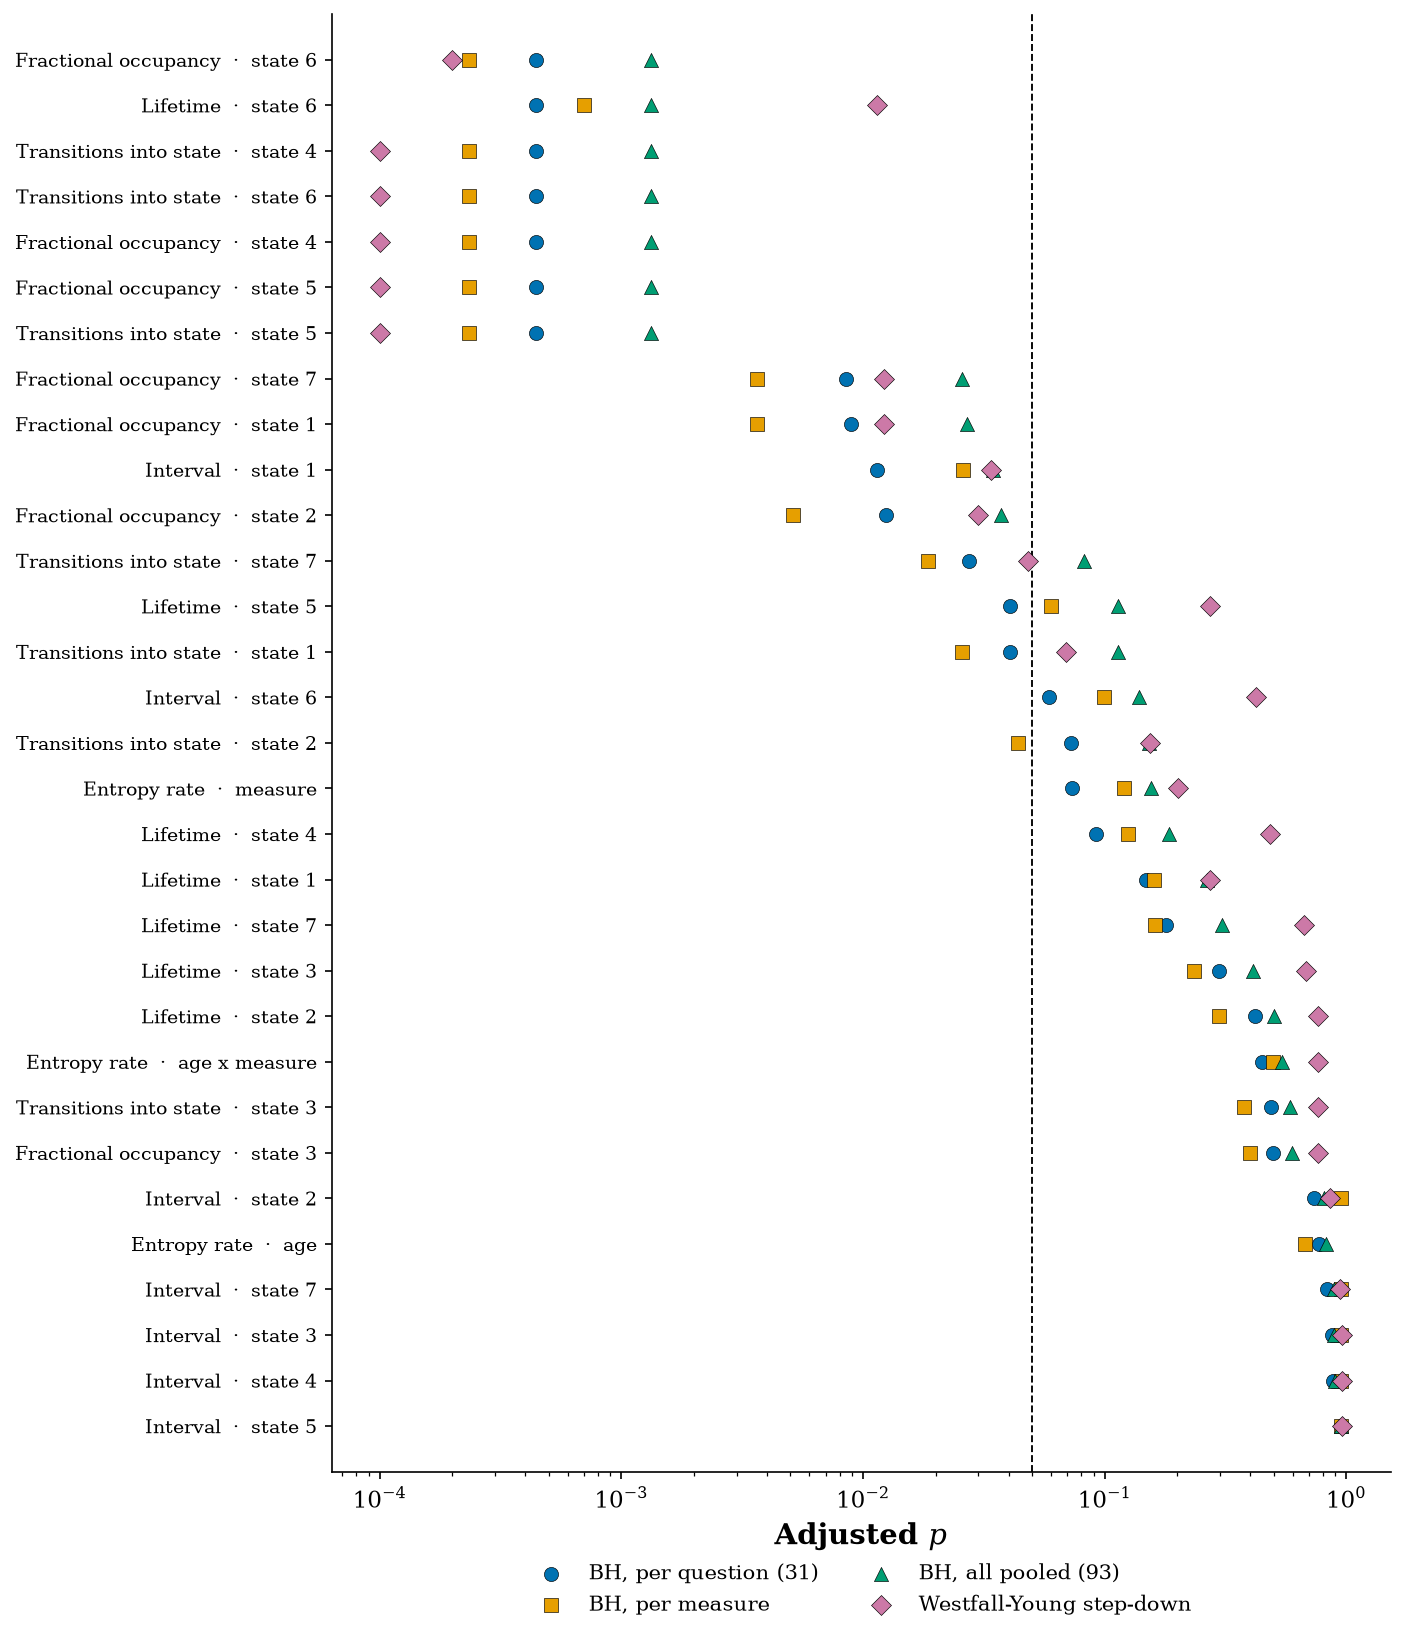 Fractional occupancy · state 6
Lifetime · state 6
Transitions into state · state 4
Transitions into state · state 6
Fractional occupancy · state 4
Fractional occupancy · state 5
Transitions into state · state 5
Fractional occupancy · state 7
Fractional occupancy · state 1
Interval · state 1
Fractional occupancy · state 2
Transitions into state · state 7
Lifetime · state 5
Transitions into state · state 1
Interval · state 6
Transitions into state · state 2
Entropy rate · measure
Lifetime · state 4
Lifetime · state 1
Lifetime · state 7
Lifetime · state 3
Lifetime · state 2
Entropy rate · age x measure
Transitions into state · state 3
Fractional occupancy · state 3
Interval · state 2
Entropy rate · age
Interval · state 7
Interval · state 3
Interval · state 4
Interval · state 5
10⁻⁴ 10⁻³ 10⁻² 10⁻¹ 10⁰
Adjusted p
BH, per question (31) BH, all pooled (93)
BH, per measure Westfall-Young step-down